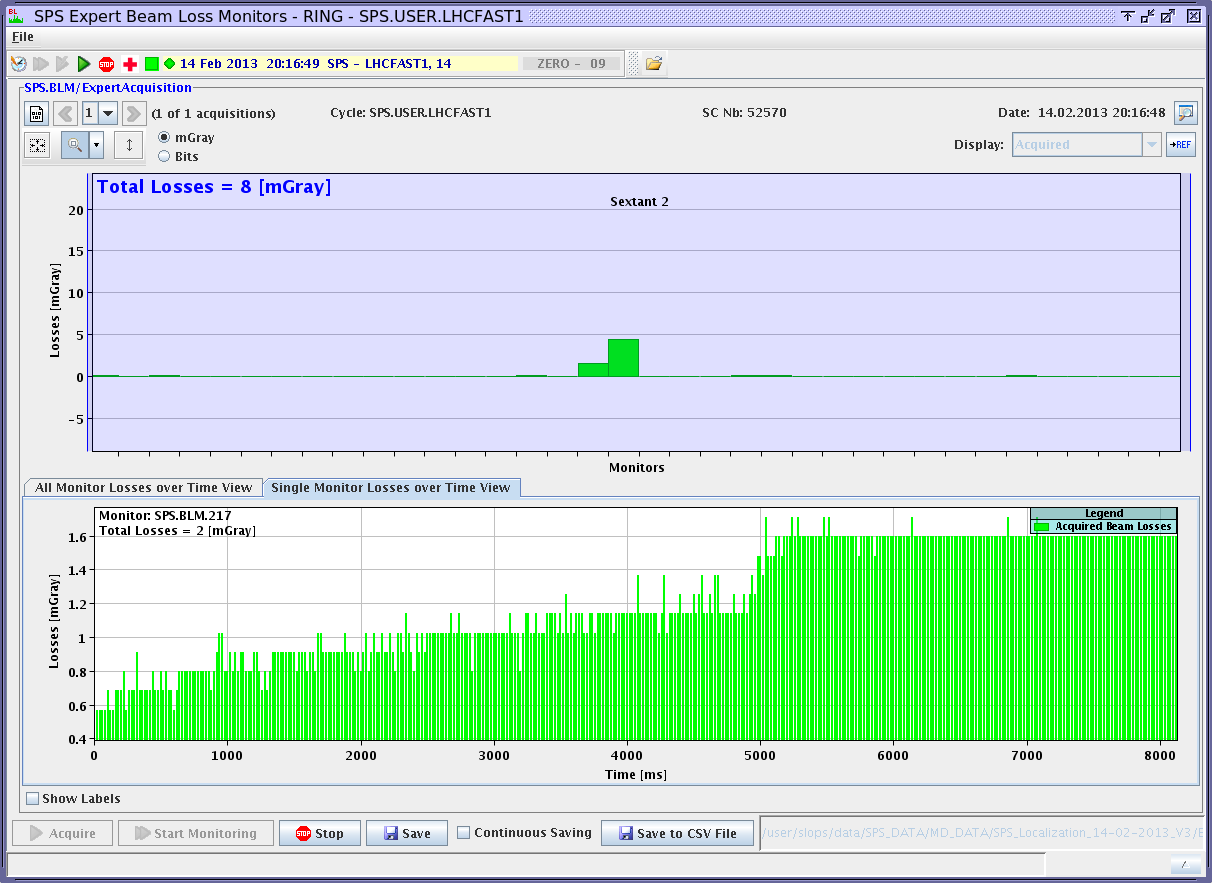 SPS Expert Beam Loss Monitors - RING - SPS.USER.LHCFAST1
File
14 Feb 2013 20:16:49 SPS - LHCFAST1, 14
ZERO - 09
SPS.BLM/ExpertAcquisition
1
(1 of 1 acquisitions)
Cycle: SPS.USER.LHCFAST1
SC Nb: 52570
Date: 14.02.2013 20:16:48
mGray
Bits
Display:
Acquired
REF
Total Losses = 8 [mGray]
Sextant 2
20
15
10
5
0
−5
Losses [mGray]
Monitors
All Monitor Losses over Time View
Single Monitor Losses over Time View
Monitor: SPS.BLM.217
Total Losses = 2 [mGray]
Legend
Acquired Beam Losses
1.6
1.4
1.2
1
0.8
0.6
0.4
Losses [mGray]
0 1000 2000 3000 4000 5000 6000 7000 8000
Time [ms]
Show Labels
Acquire
Start Monitoring
STOP
Stop
Save
Continuous Saving
Save to CSV File
/user/slops/data/SPS_DATA/MD_DATA/SPS_Localization_14-02-2013_V3/